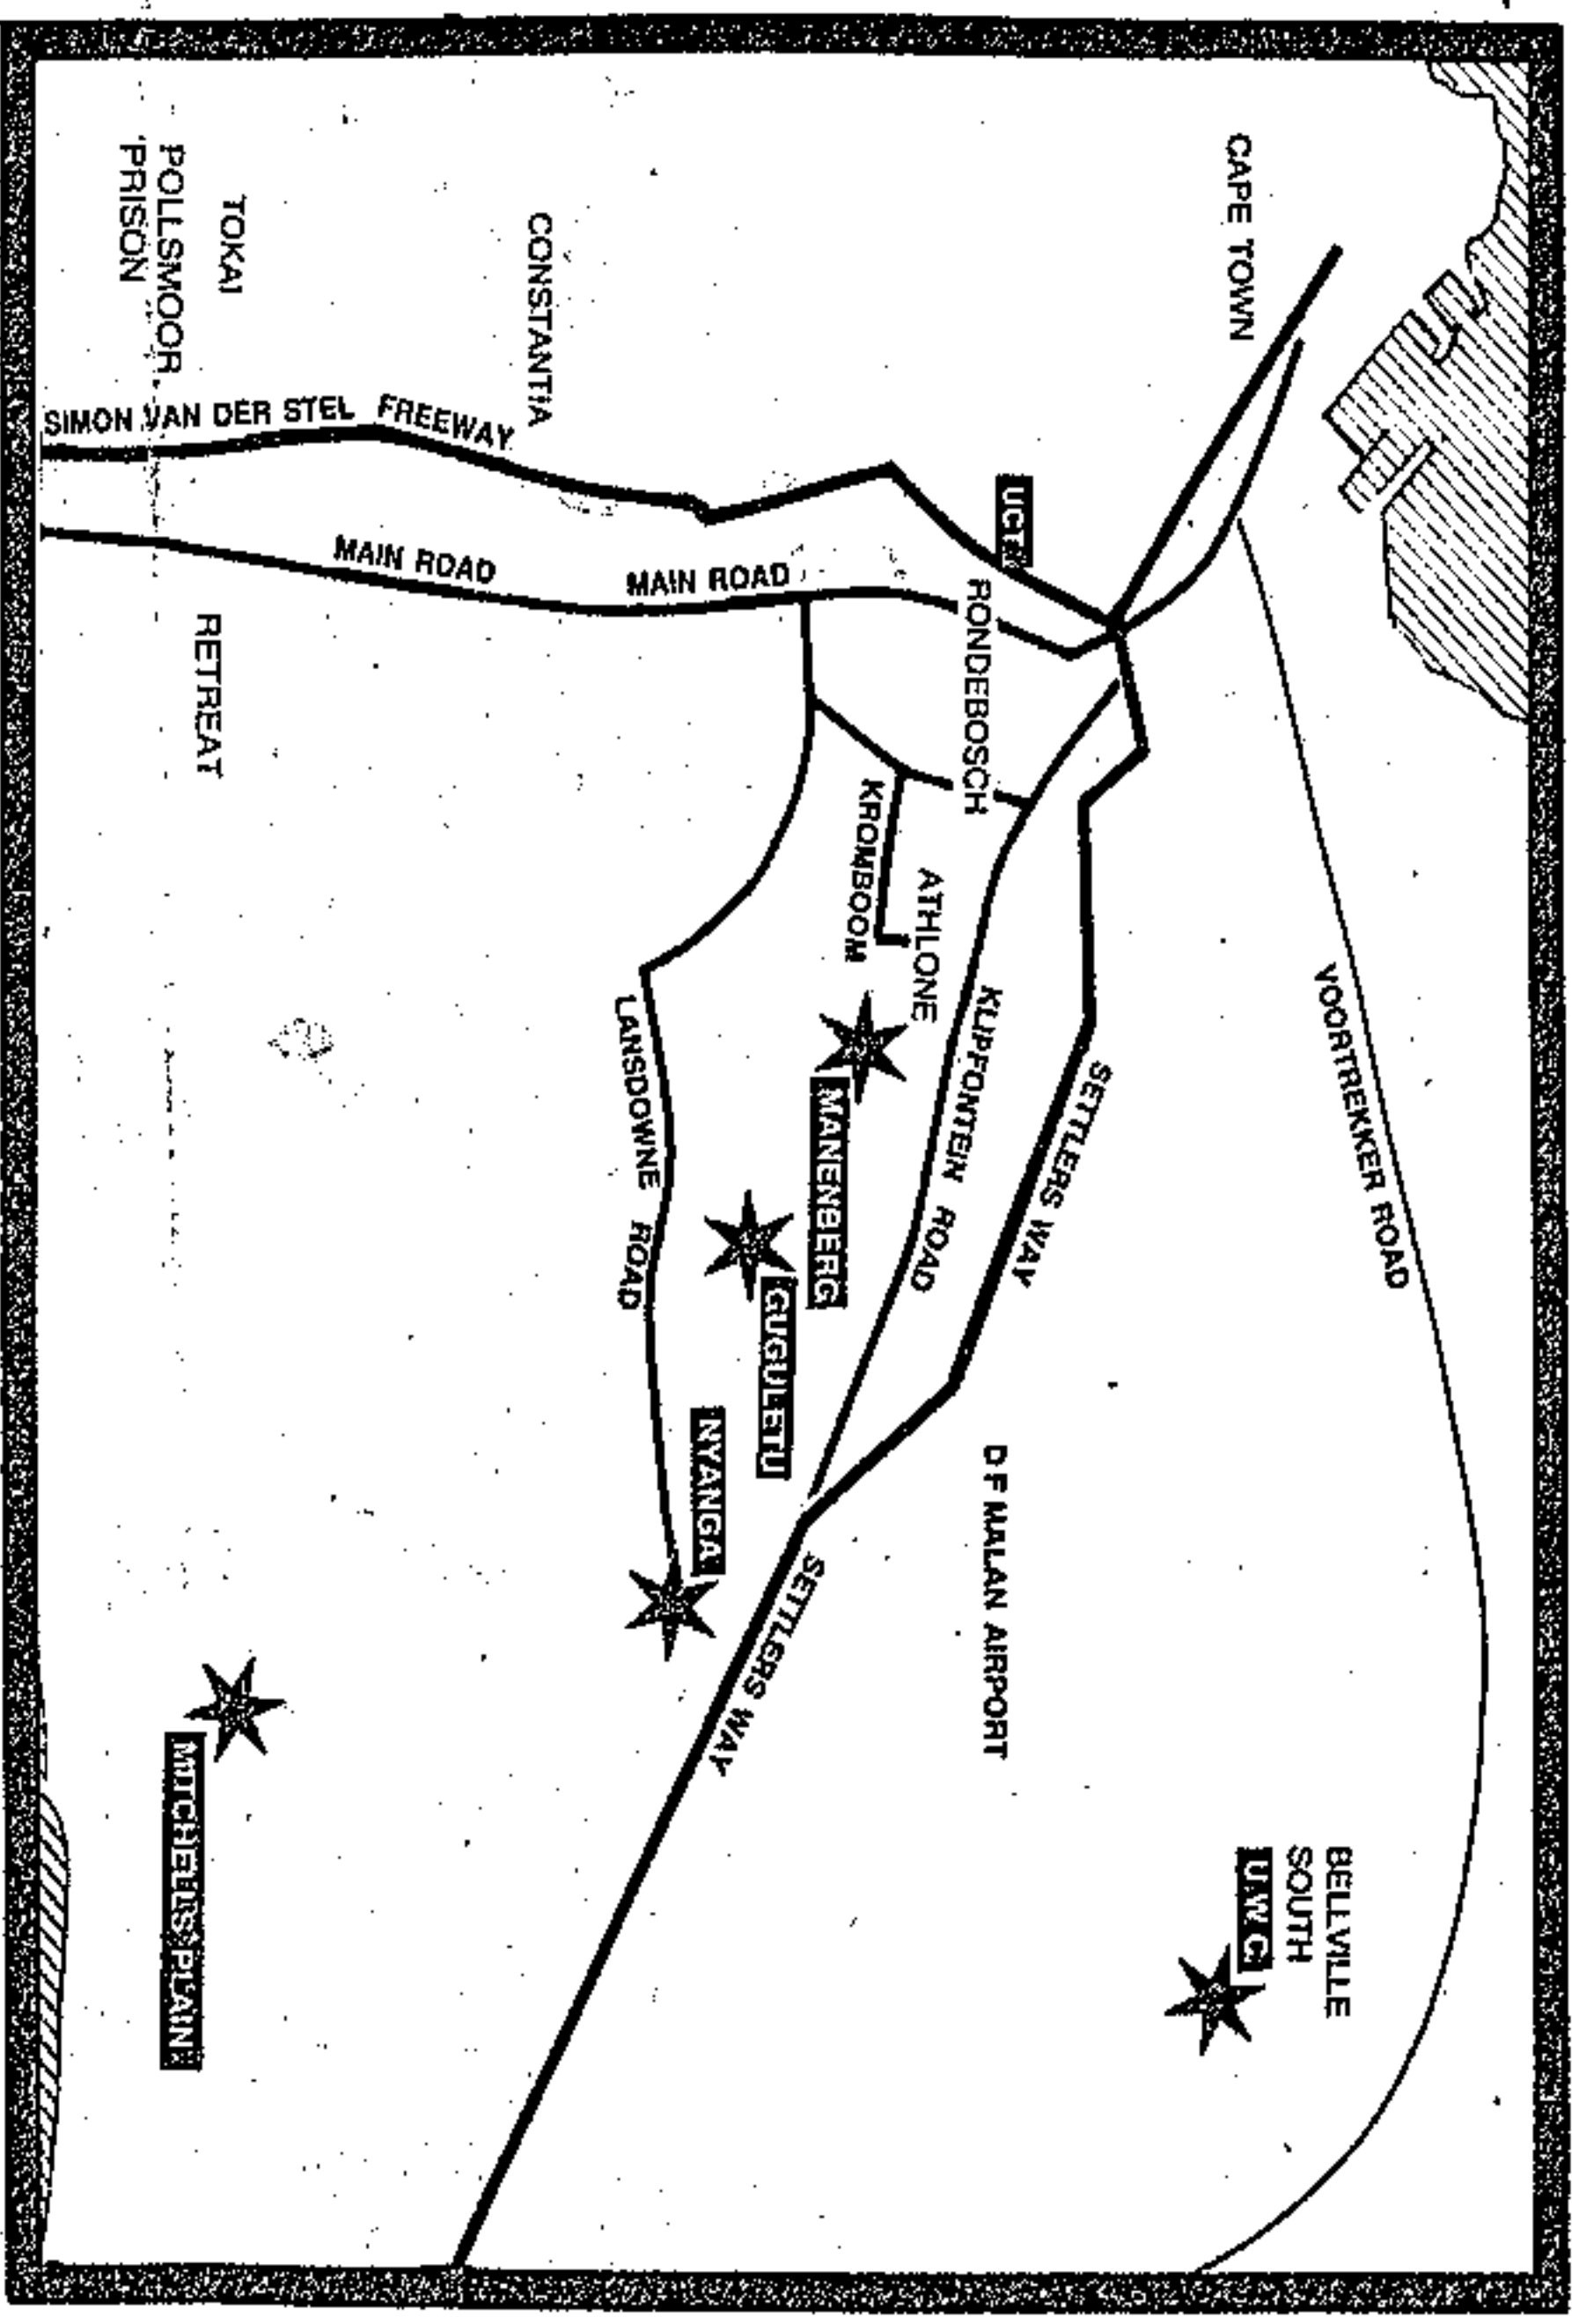 CAPE TOWN
VOORTREKKER ROAD
BELLVILLE
SOUTH
UWC
UCT
RONDEBOSCH
SETTLERS WAY
D F MALAN AIRPORT
KLIPFONTEIN ROAD
ATHLONE
KROMBOOM
MANENBERG
GUGULETU
NYANGA
SETTLERS WAY
MAIN ROAD
LANSDOWNE ROAD
CONSTANTIA
SIMON VAN DER STEL FREEWAY
MAIN ROAD
TOKAI
POLLSMOOR
PRISON
RETREAT
MITCHELLS PLAIN